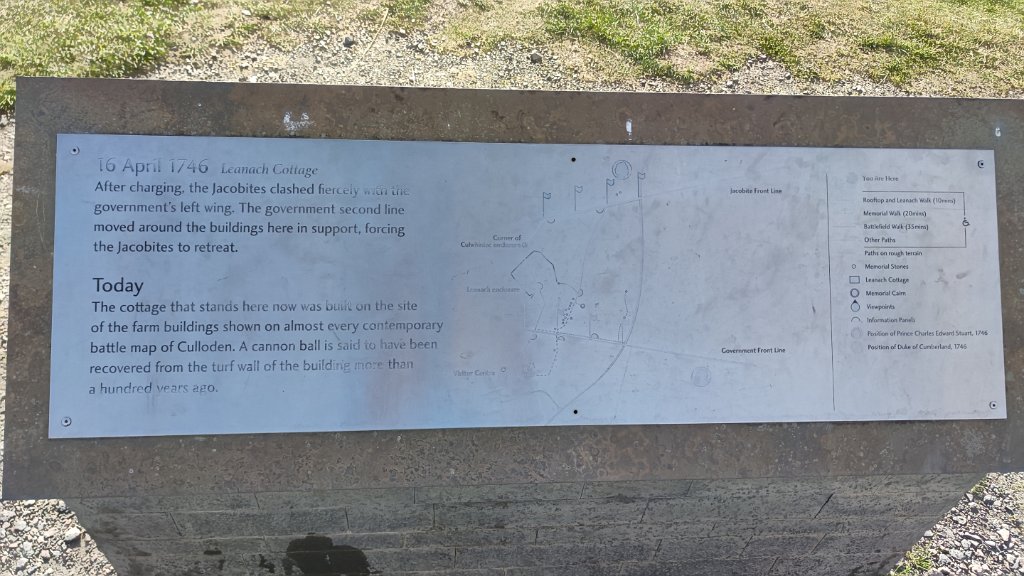 16 April 1746 Leanach Cottage
After charging, the Jacobites clashed fiercely with the
government's left wing. The government second line
moved around the buildings here in support, forcing
the Jacobites to retreat.
Today
The cottage that stands here now was built on the site
of the farm buildings shown on almost every contemporary
battle map of Culloden. A cannon ball is said to have been
recovered from the turf wall of the building more than
a hundred years ago.
Jacobite Front Line
Corner of
Culwhiniac enclosure
Leanach enclosure
Government Front Line
Visitor Centre
You Are Here
Rooftop and Leanach Walk (10mins)
Memorial Walk (20mins)
Battlefield Walk (35mins)
Other Paths
Paths on rough terrain
Memorial Stones
Leanach Cottage
Memorial Cairn
Viewpoints
Information Panels
Position of Prince Charles Edward Stuart, 1746
Position of Duke of Cumberland, 1746